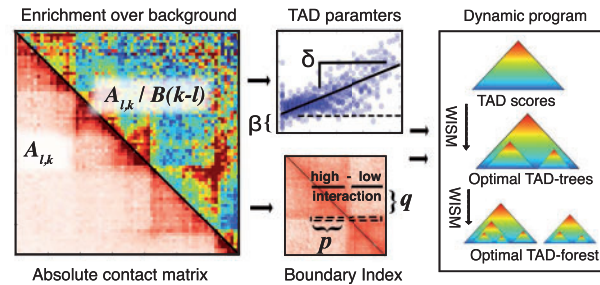 Enrichment over background
A_{l,k} / B(k-l)
A_{l,k}
Absolute contact matrix
TAD paramters
δ
β{
high - low
interaction
p
q
Boundary Index
Dynamic program
TAD scores
WISM
Optimal TAD-trees
WISM
Optimal TAD-forest